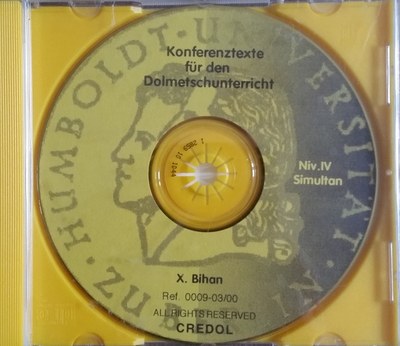 Konferenztexte
für den
Dolmetschunterricht
Niv.IV
Simultan
X. Bihan
Ref. 0009-03/00
ALL RIGHTS RESERVED
CREDOL
· HUMBOLDT · UNIVERSITÄT · ZU